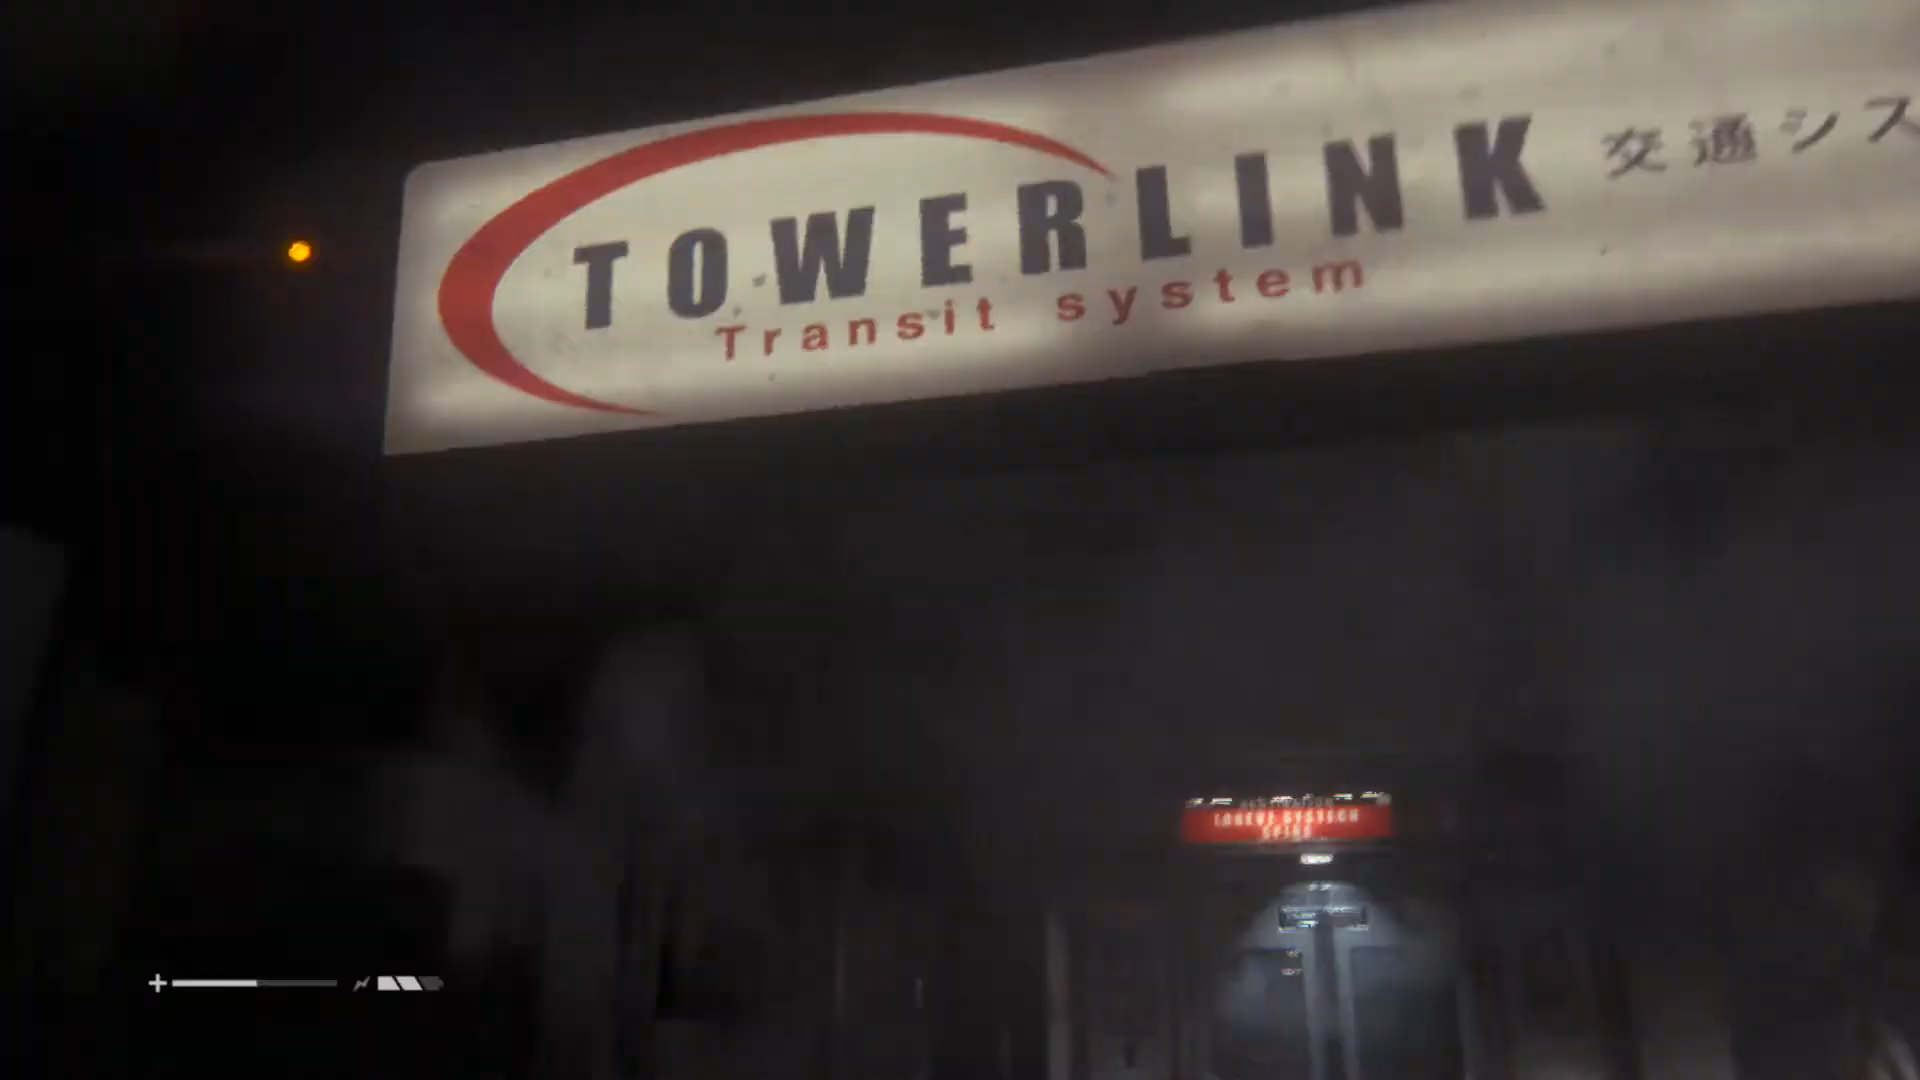 TOWERLINK 交通シス
Transit system